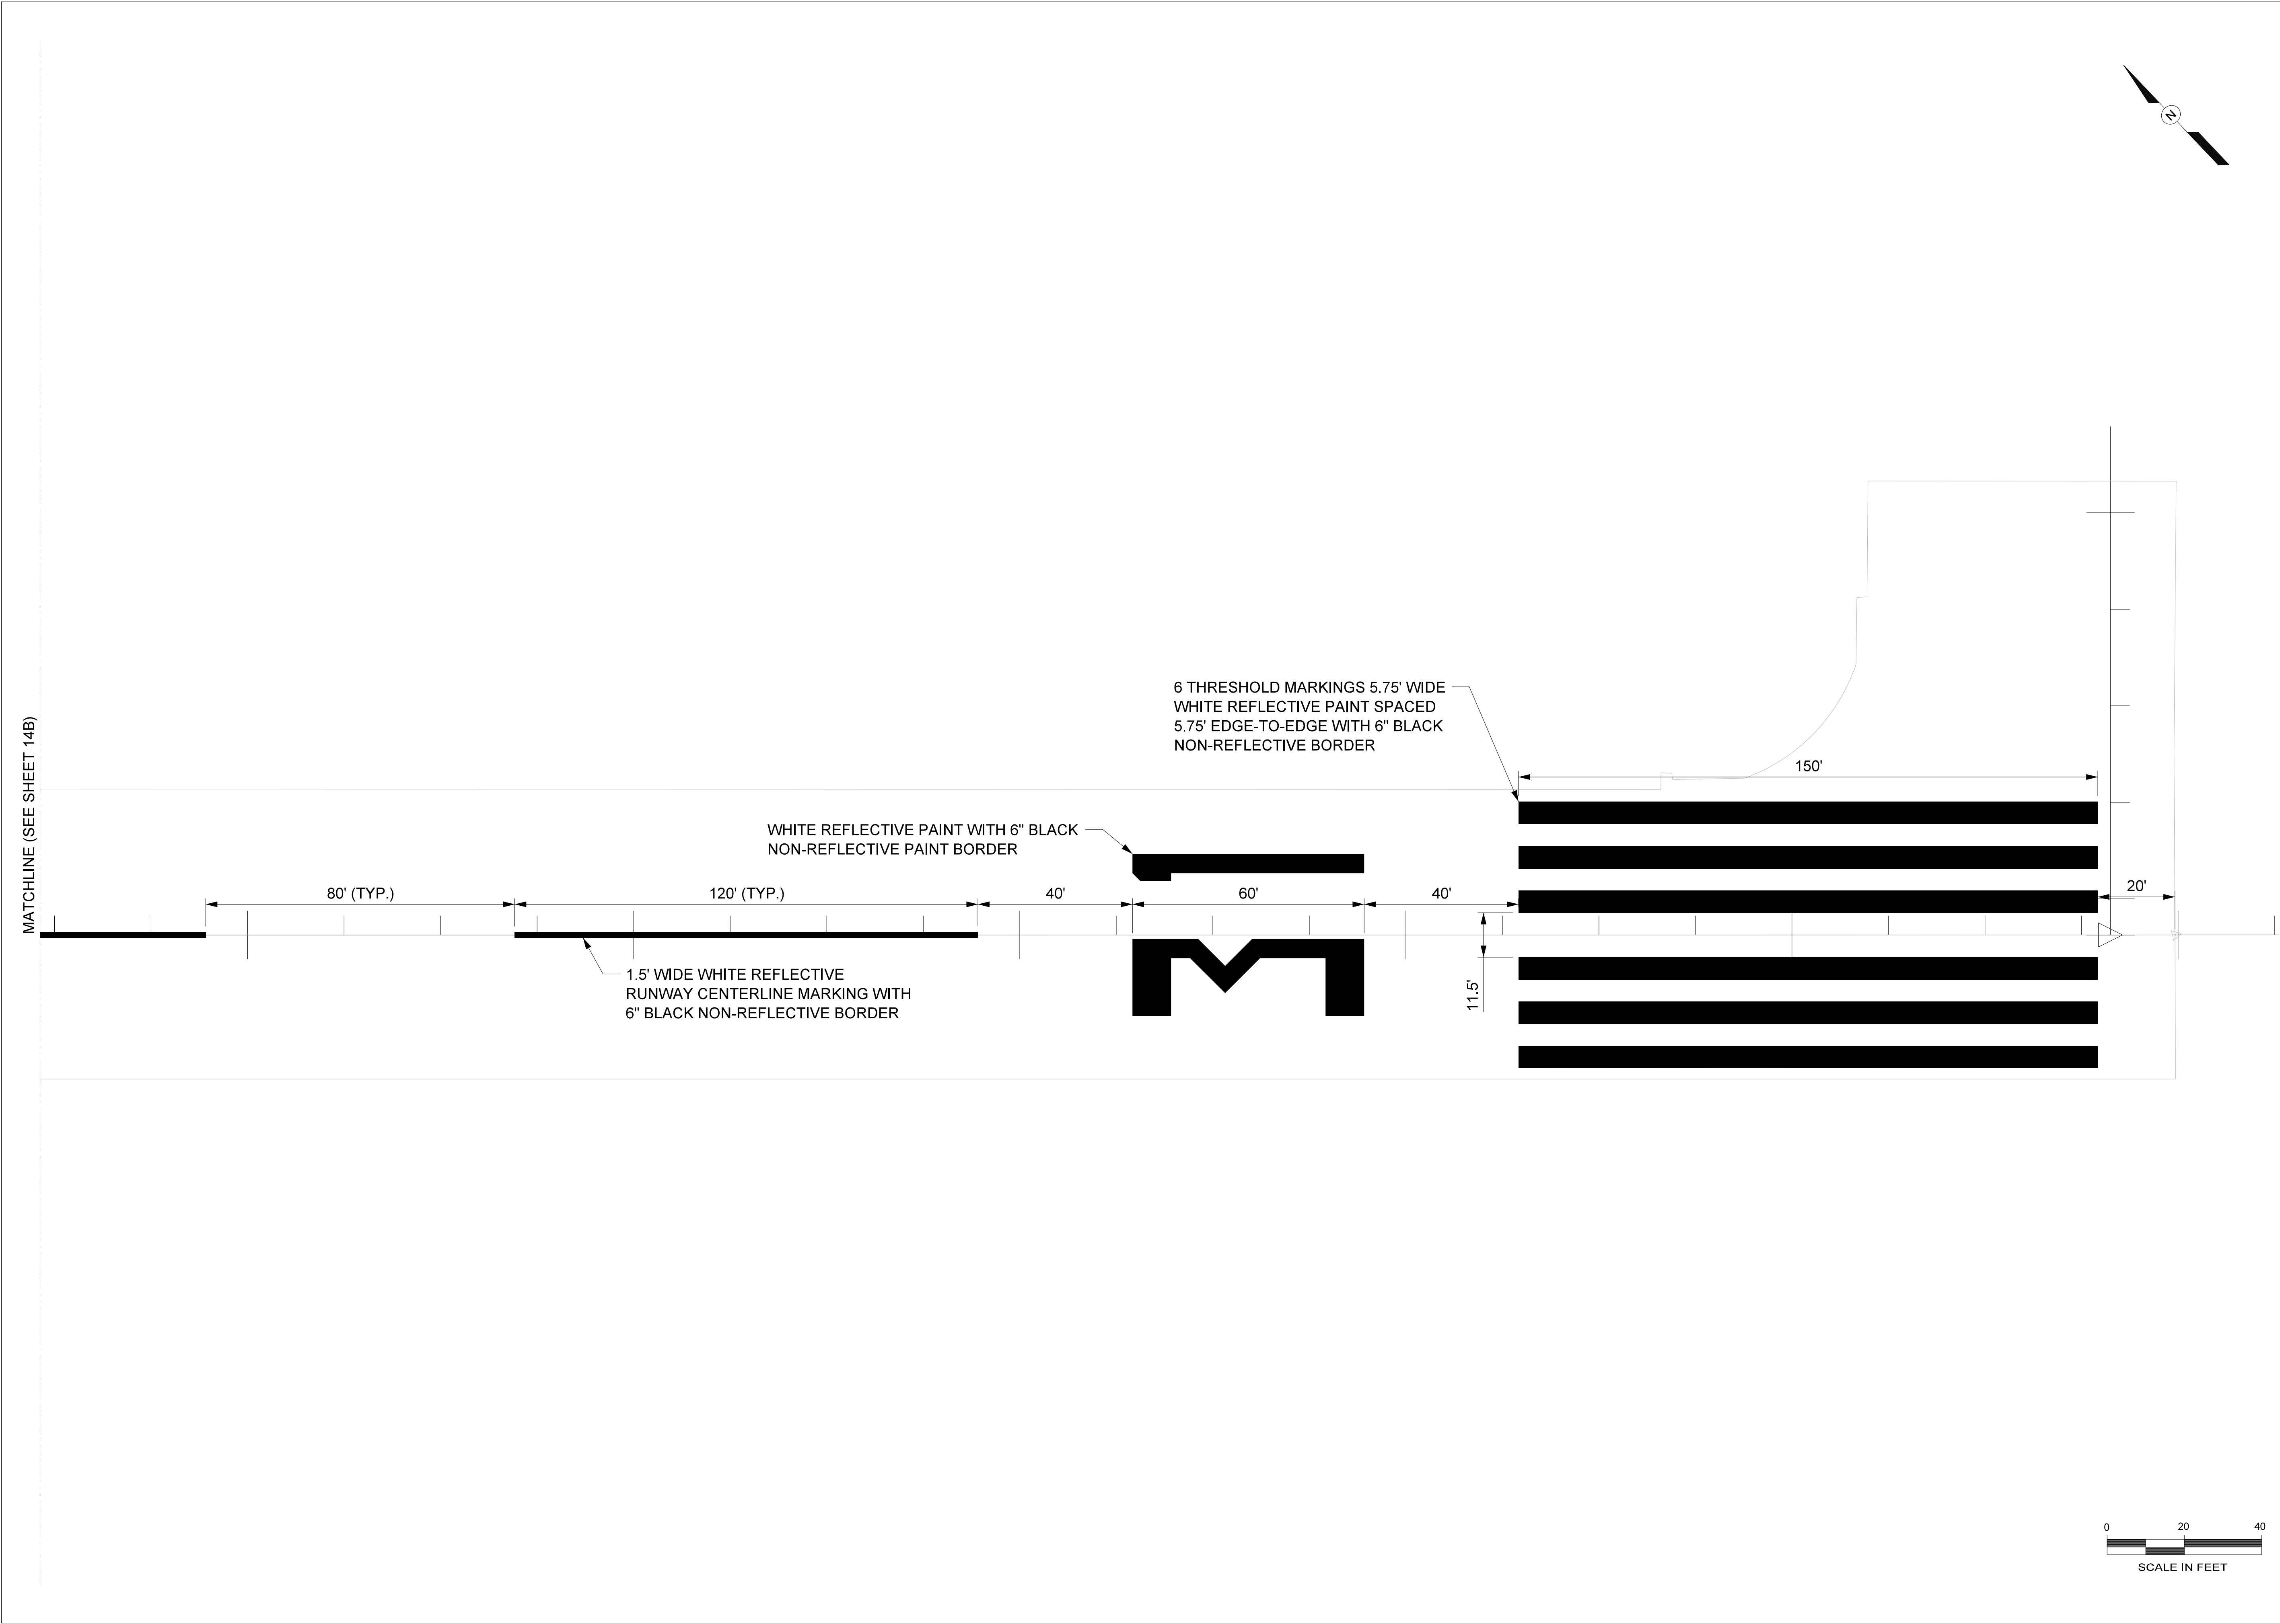 N
6 THRESHOLD MARKINGS 5.75' WIDE
WHITE REFLECTIVE PAINT SPACED
5.75' EDGE-TO-EDGE WITH 6" BLACK
NON-REFLECTIVE BORDER
150'
WHITE REFLECTIVE PAINT WITH 6" BLACK
NON-REFLECTIVE PAINT BORDER
MATCHLINE (SEE SHEET 14B)
80' (TYP.)
120' (TYP.)
40'
60'
40'
20'
11.5'
1.5' WIDE WHITE REFLECTIVE
RUNWAY CENTERLINE MARKING WITH
6" BLACK NON-REFLECTIVE BORDER
0 20 40
SCALE IN FEET